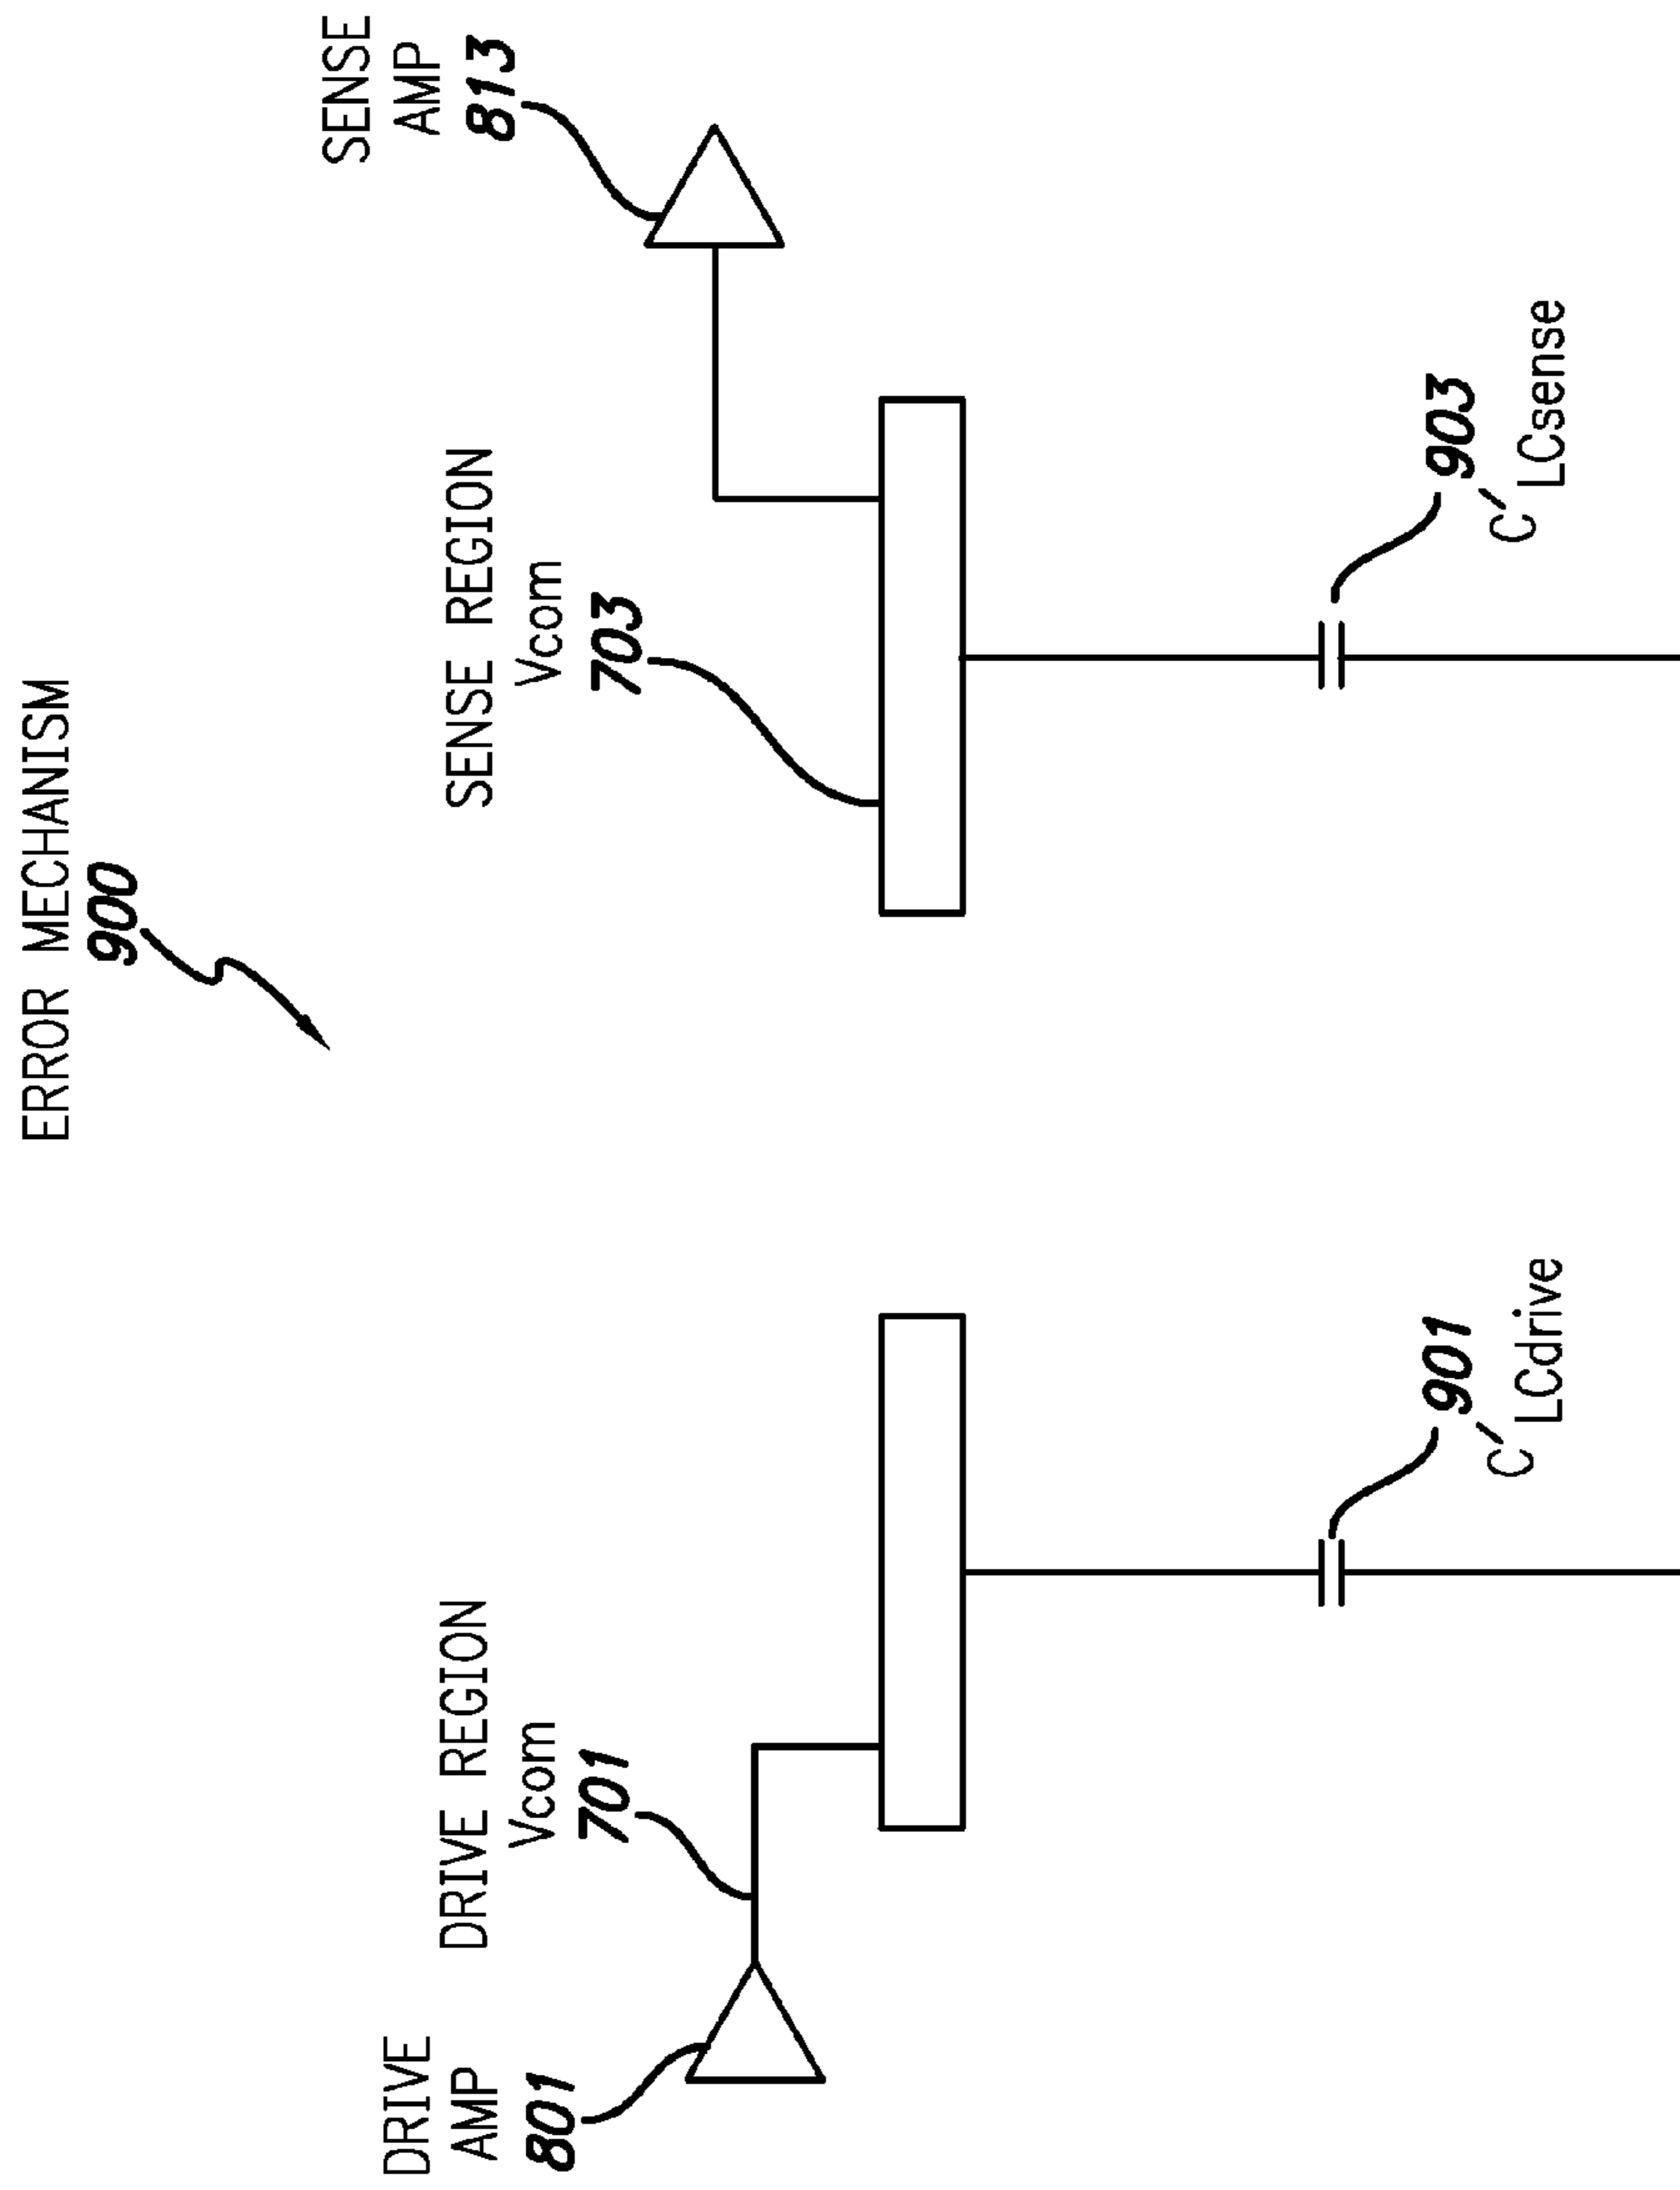 ERROR MECHANISM
900
DRIVE
AMP
801
DRIVE REGION
Vcom
701
SENSE REGION
Vcom
703
SENSE
AMP
813
901
C′LCdrive
903
C′LCsense